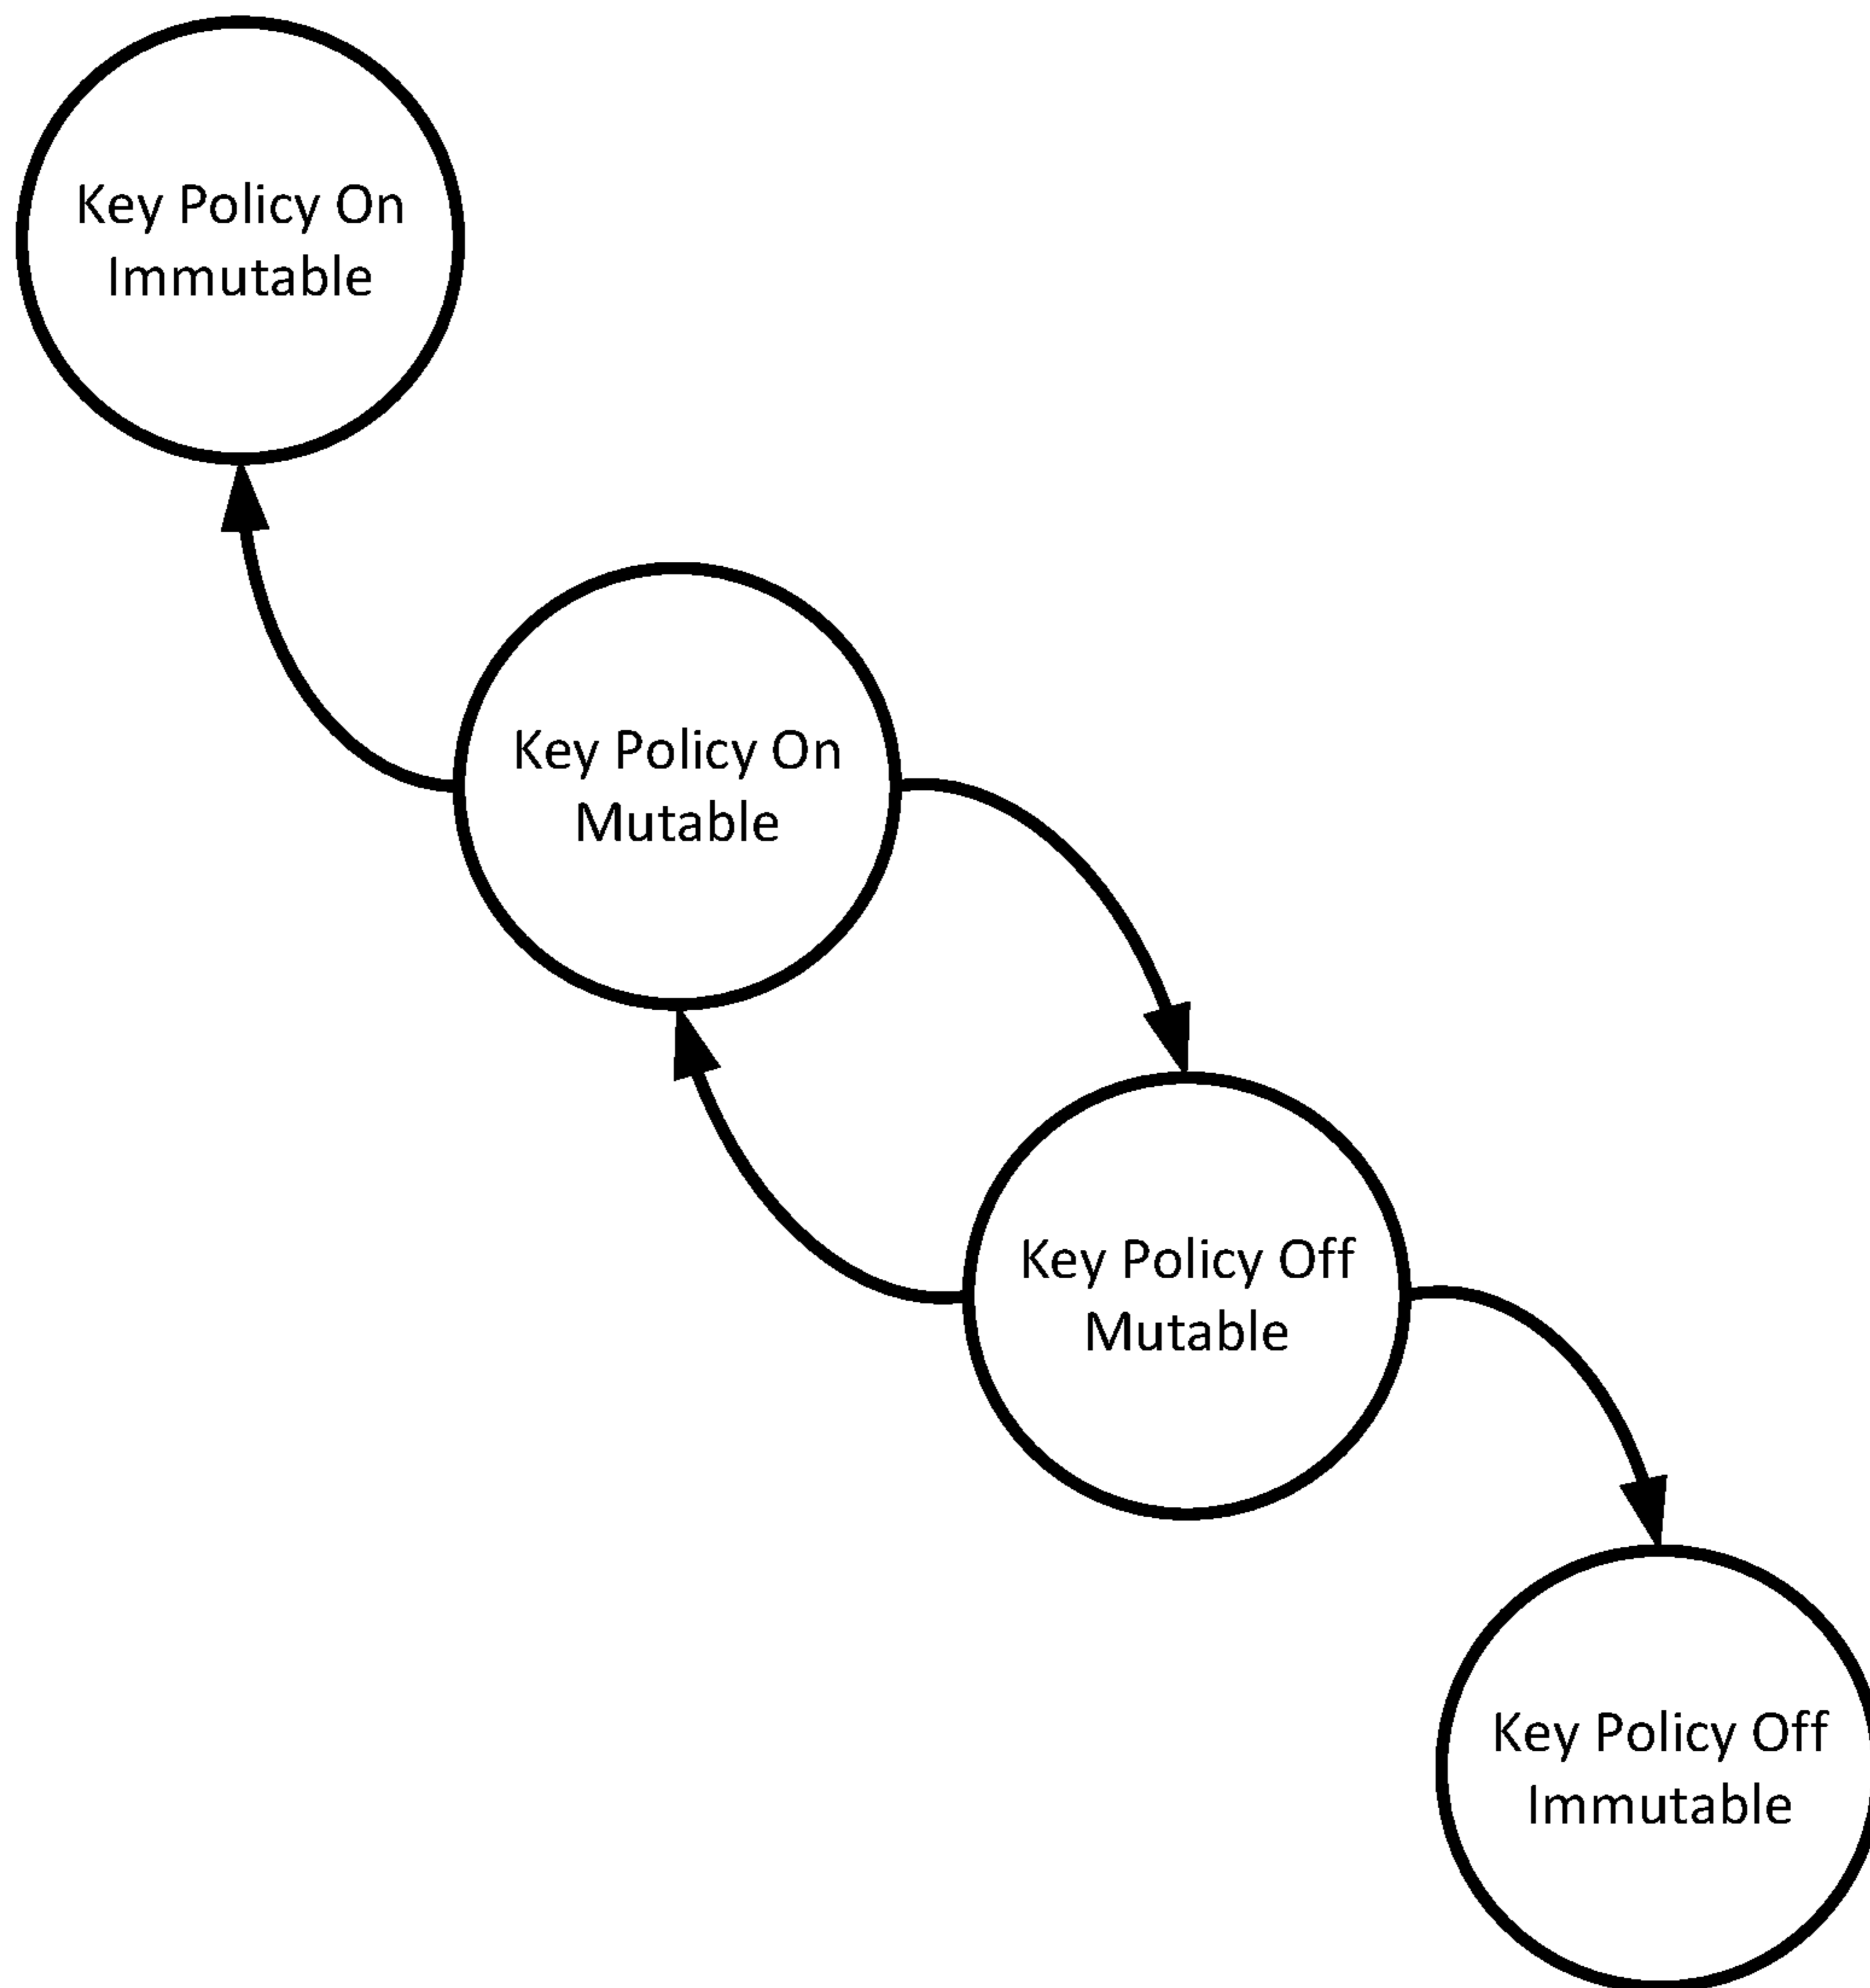 Key Policy On
Immutable
Key Policy On
Mutable
Key Policy Off
Mutable
Key Policy Off
Immutable